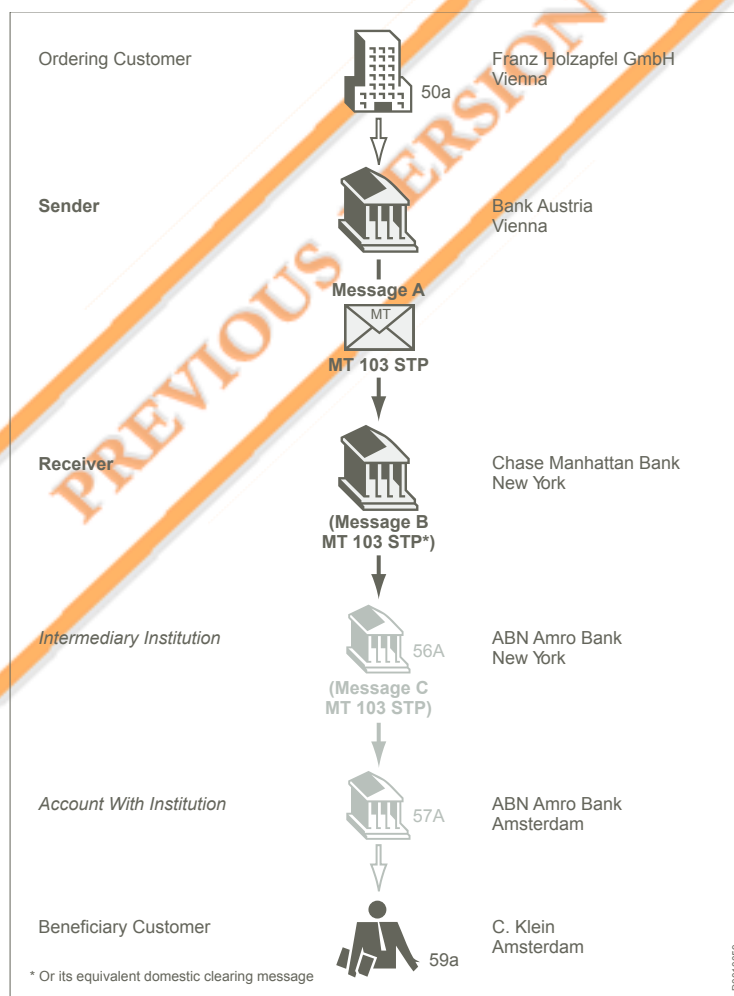 Ordering Customer
50a
Franz Holzapfel GmbH
Vienna
Sender
Bank Austria
Vienna
Message A
MT
MT 103 STP
Receiver
Chase Manhattan Bank
New York
(Message B
MT 103 STP*)
Intermediary Institution
56A
ABN Amro Bank
New York
(Message C
MT 103 STP)
Account With Institution
57A
ABN Amro Bank
Amsterdam
Beneficiary Customer
59a
C. Klein
Amsterdam
* Or its equivalent domestic clearing message
PREVIOUS VERSION